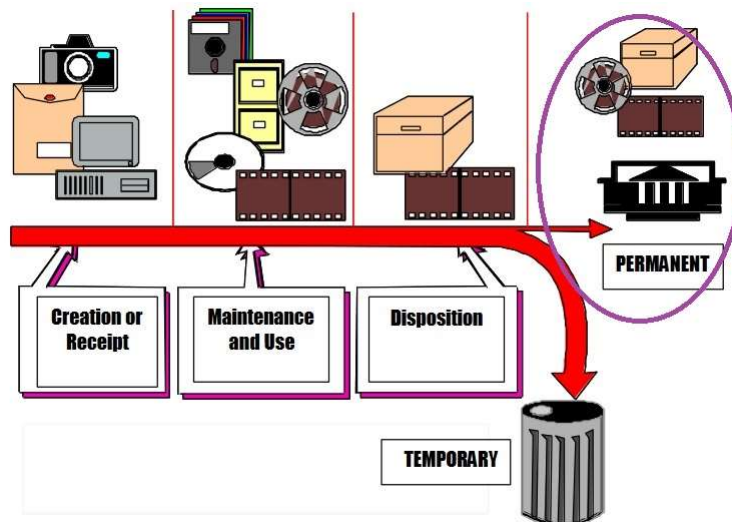 Creation or
Receipt
Maintenance
and Use
Disposition
PERMANENT
TEMPORARY